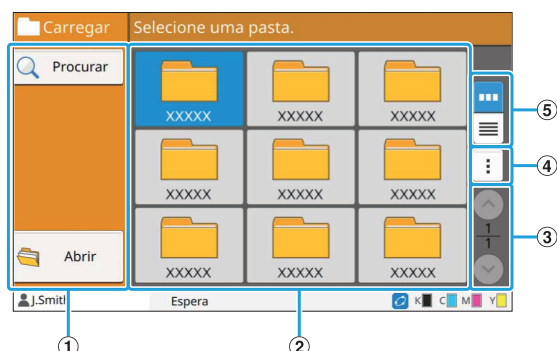 Carregar
Selecione uma pasta.
Procurar
XXXXX XXXXX XXXXX
XXXXX XXXXX XXXXX
XXXXX XXXXX XXXXX
Abrir
1
1
J.Smith
Espera
K C M Y
5
4
3
1
2